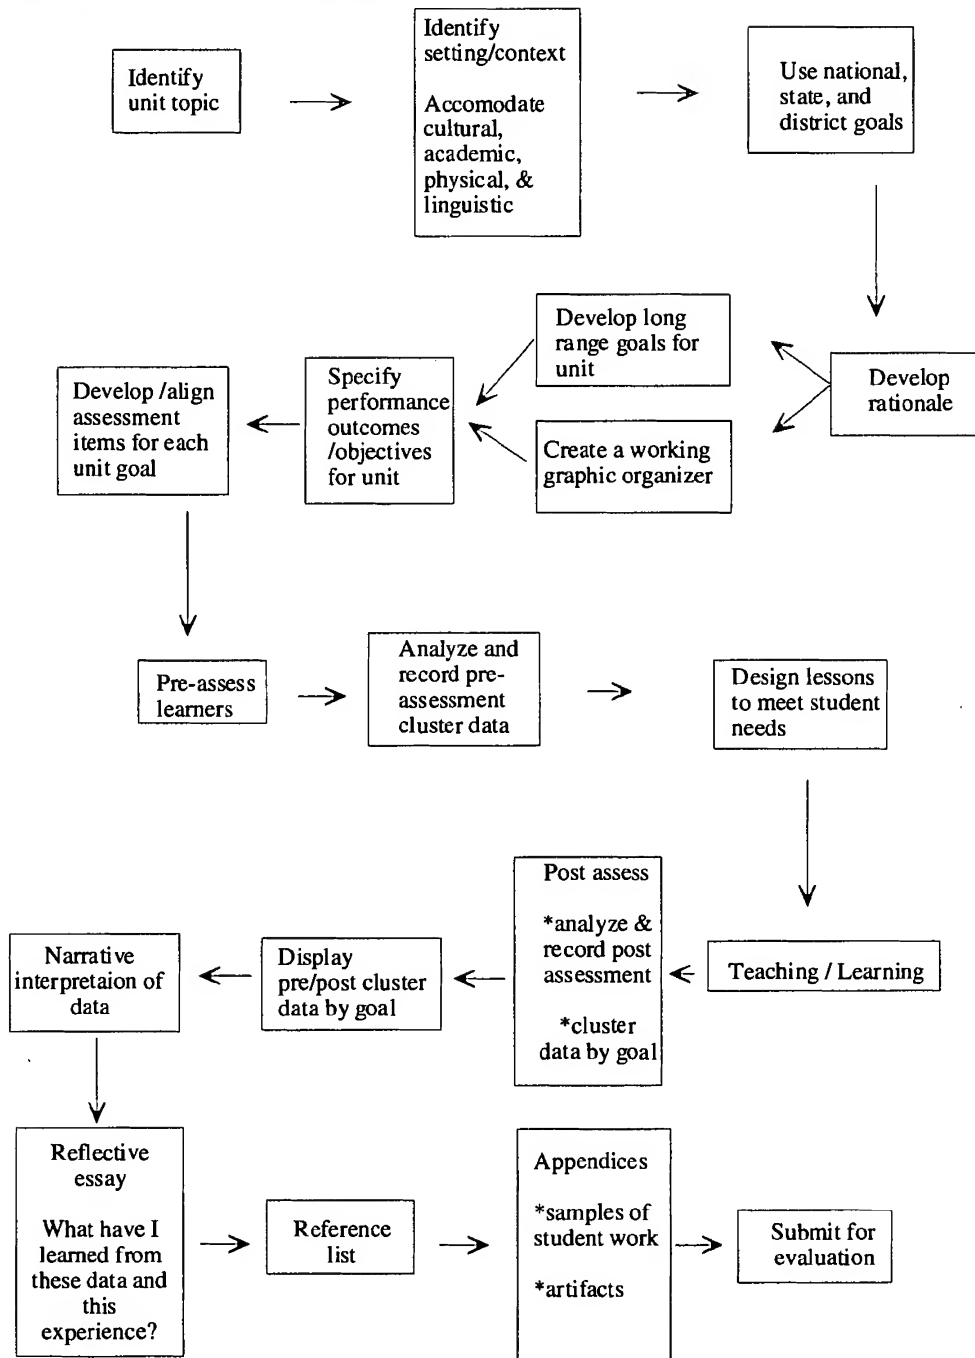 Identify
unit topic
Identify
setting/context
Accomodate
cultural,
academic,
physical, &
linguistic
Use national,
state, and
district goals
Develop
rationale
Develop long
range goals for
unit
Create a working
graphic organizer
Specify
performance
outcomes
/objectives
for unit
Develop /align
assessment
items for each
unit goal
Pre-assess
learners
Analyze and
record pre-
assessment
cluster data
Design lessons
to meet student
needs
Teaching / Learning
Post assess
*analyze &
record post
assessment
*cluster
data by goal
Display
pre/post cluster
data by goal
Narrative
interpretaion of
data
Reflective
essay
What have I
learned from
these data and
this
experience?
Reference
list
Appendices
*samples of
student work
*artifacts
Submit for
evaluation